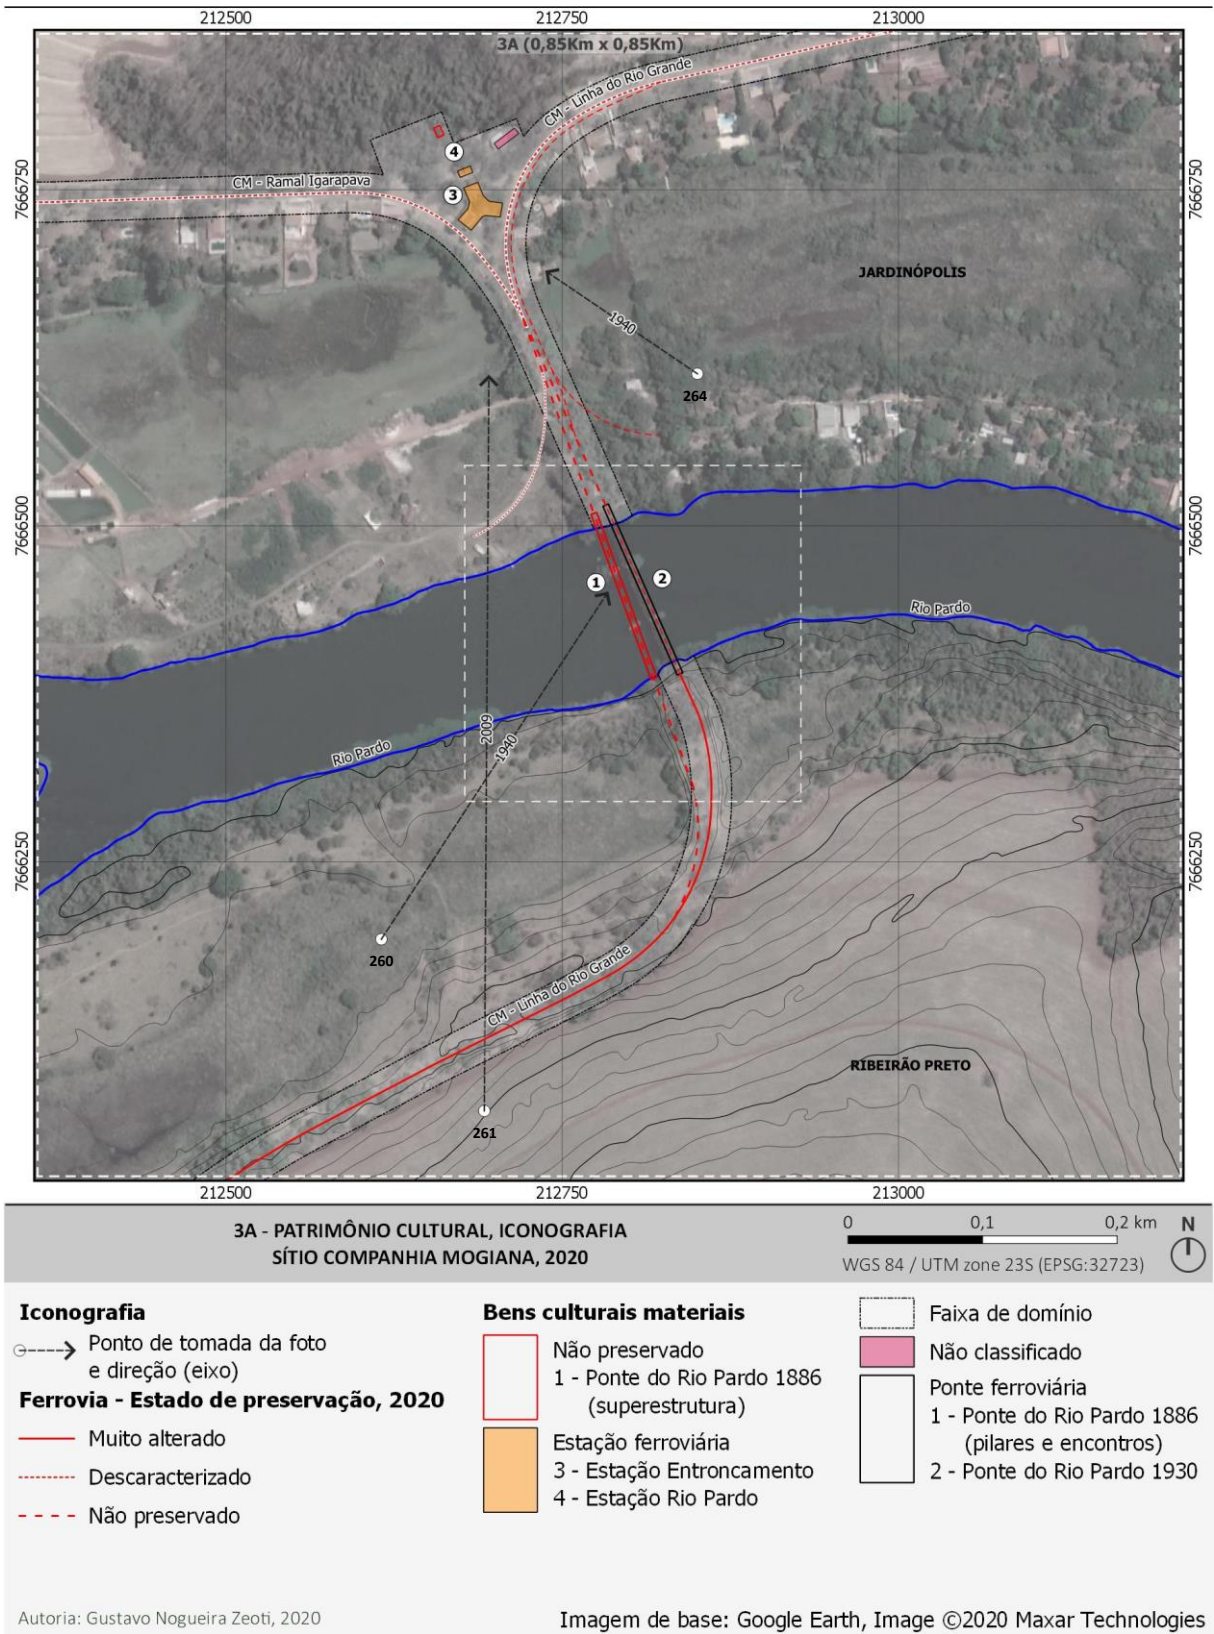 212500 212750 213000
3A (0,85Km x 0,85Km)
CM - Linha do Rio Grande
4
CM - Ramal Igarapava
3
7666750
7666750
JARDINÓPOLIS
1940
264
7666500
7666500
1
2
Rio Pardo
2009
1940
Rio Pardo
7666250
7666250
260
CM - Linha do Rio Grande
RIBEIRÃO PRETO
261
212500 212750 213000
3A - PATRIMÔNIO CULTURAL, ICONOGRAFIA
SÍTIO COMPANHIA MOGIANA, 2020
0 0,1 0,2 km N
WGS 84 / UTM zone 23S (EPSG:32723)
Iconografia
Ponto de tomada da foto
e direção (eixo)
Ferrovia - Estado de preservação, 2020
Muito alterado
Descaracterizado
Não preservado
Bens culturais materiais
Não preservado
1 - Ponte do Rio Pardo 1886
(superestrutura)
Estação ferroviária
3 - Estação Entroncamento
4 - Estação Rio Pardo
Faixa de domínio
Não classificado
Ponte ferroviária
1 - Ponte do Rio Pardo 1886
(pilares e encontros)
2 - Ponte do Rio Pardo 1930
Autoria: Gustavo Nogueira Zeoti, 2020
Imagem de base: Google Earth, Image ©2020 Maxar Technologies